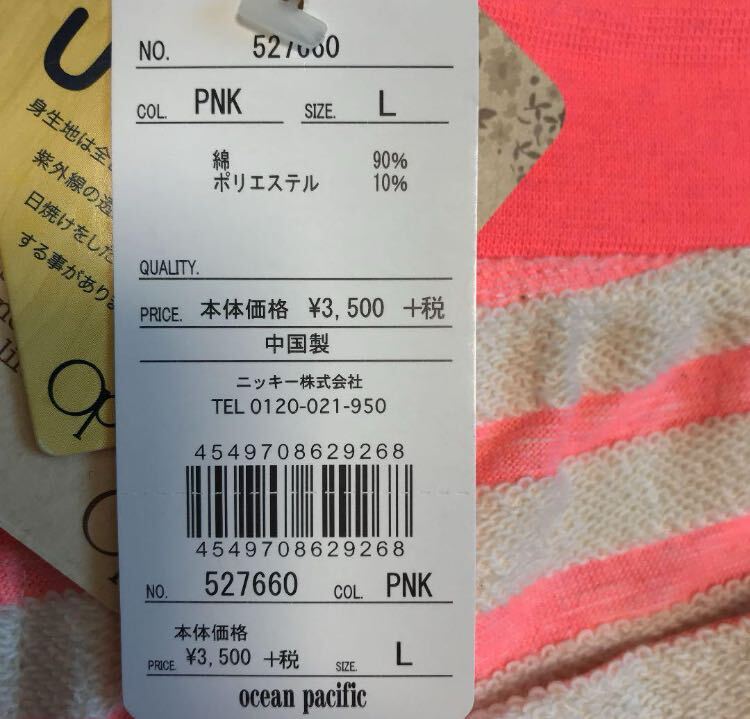 NO. 527660
COL. PNK SIZE. L
綿 90%
ポリエステル 10%
QUALITY.
PRICE. 本体価格 ¥3,500 +税
中国製
ニッキー株式会社
TEL 0120-021-950
4549708629268
4549708629268
NO. 527660 COL. PNK
本体価格
PRICE. ¥3,500 +税 SIZE. L
ocean pacific
身生地は全
紫外線の透
日焼けをした
する事があり
op